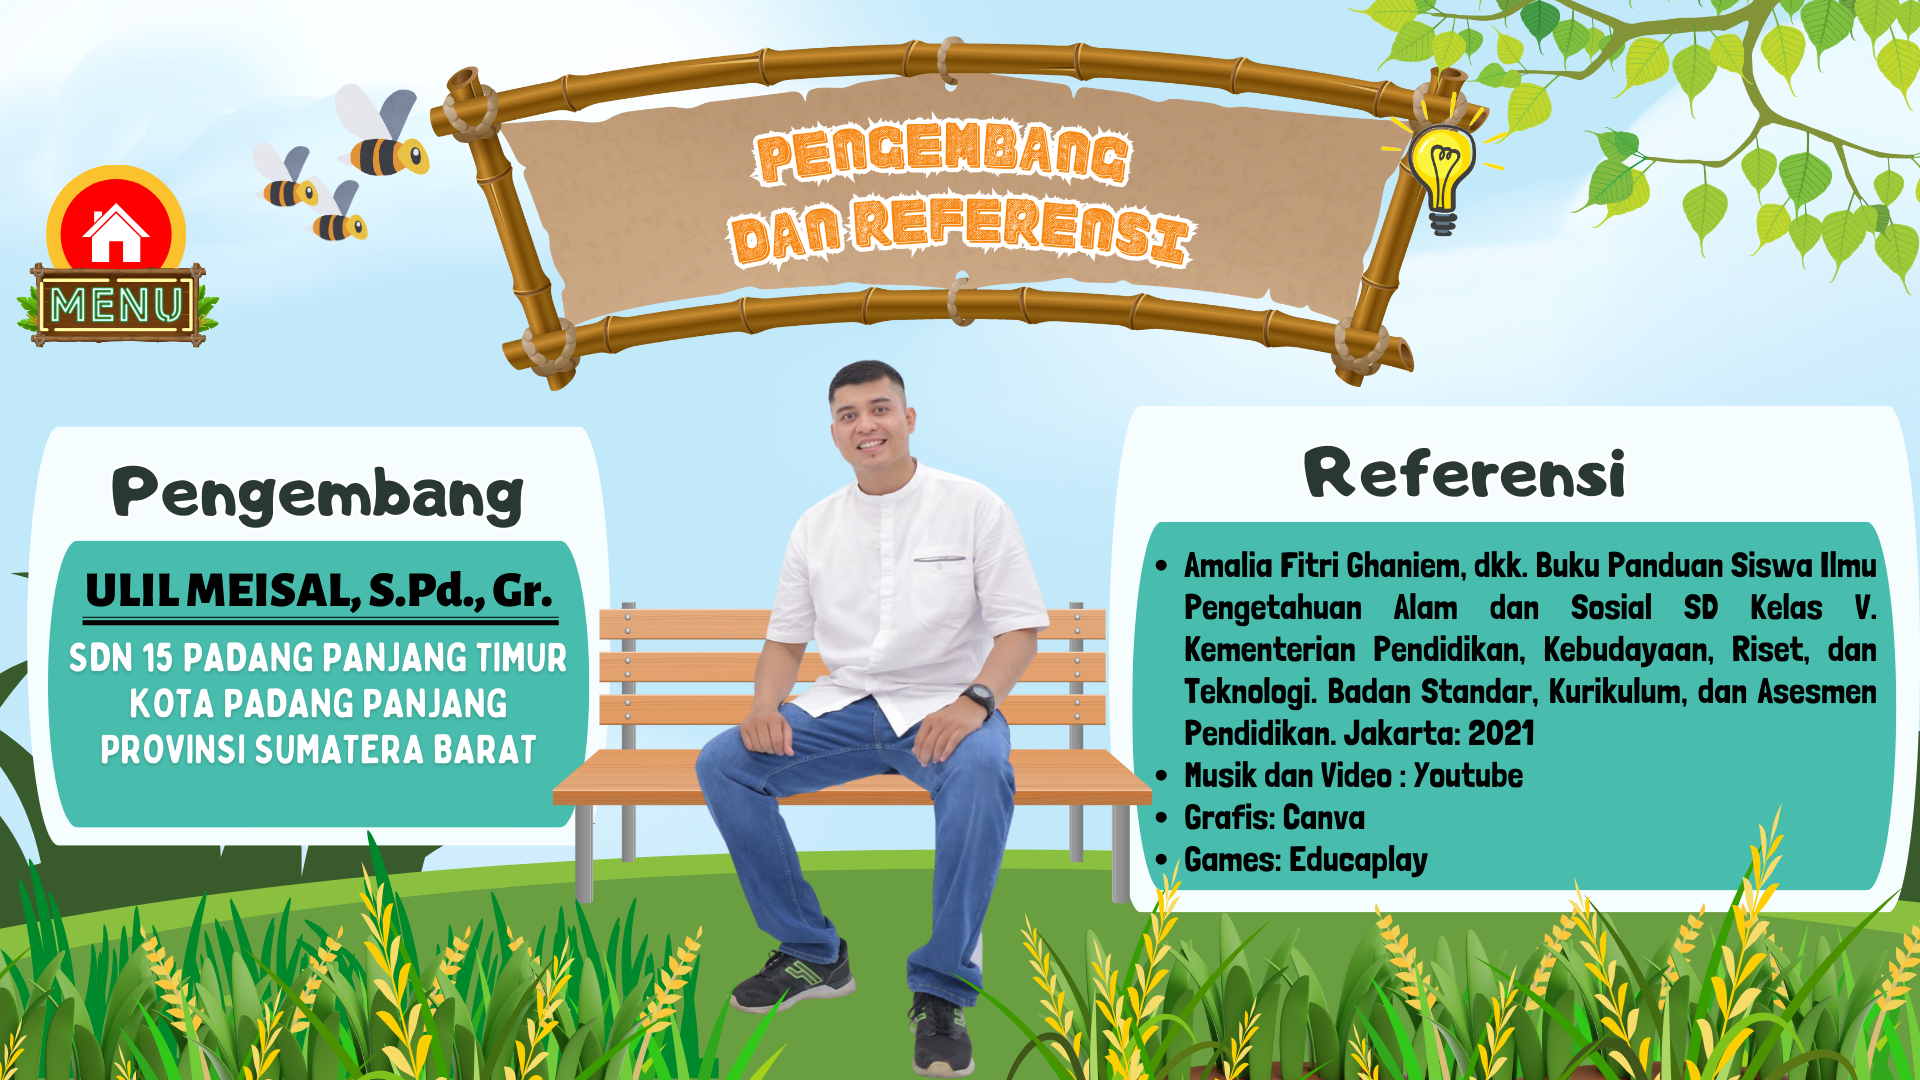 PENGEMBANG
DAN REFERENSI
MENU
Pengembang
ULIL MEISAL, S.Pd., Gr.
SDN 15 PADANG PANJANG TIMUR
KOTA PADANG PANJANG
PROVINSI SUMATERA BARAT
Referensi
• Amalia Fitri Ghaniem, dkk. Buku Panduan Siswa Ilmu
Pengetahuan Alam dan Sosial SD Kelas V.
Kementerian Pendidikan, Kebudayaan, Riset, dan
Teknologi. Badan Standar, Kurikulum, dan Asesmen
Pendidikan. Jakarta: 2021
• Musik dan Video : Youtube
• Grafis: Canva
• Games: Educaplay